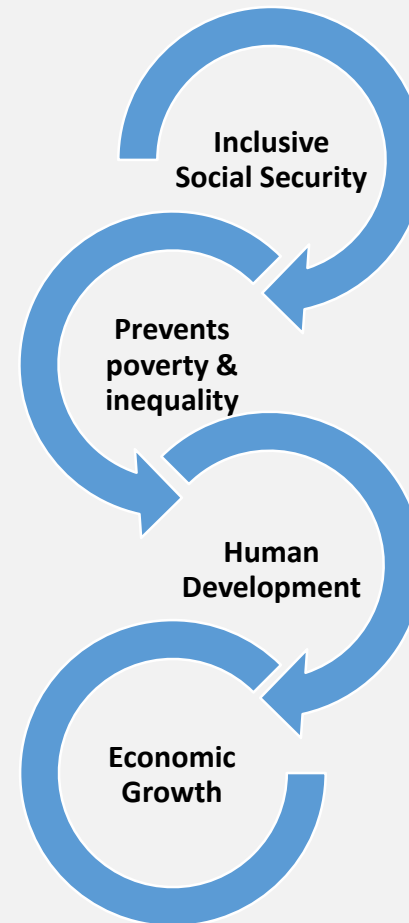 Inclusive
Social Security
Prevents
poverty &
inequality
Human
Development
Economic
Growth